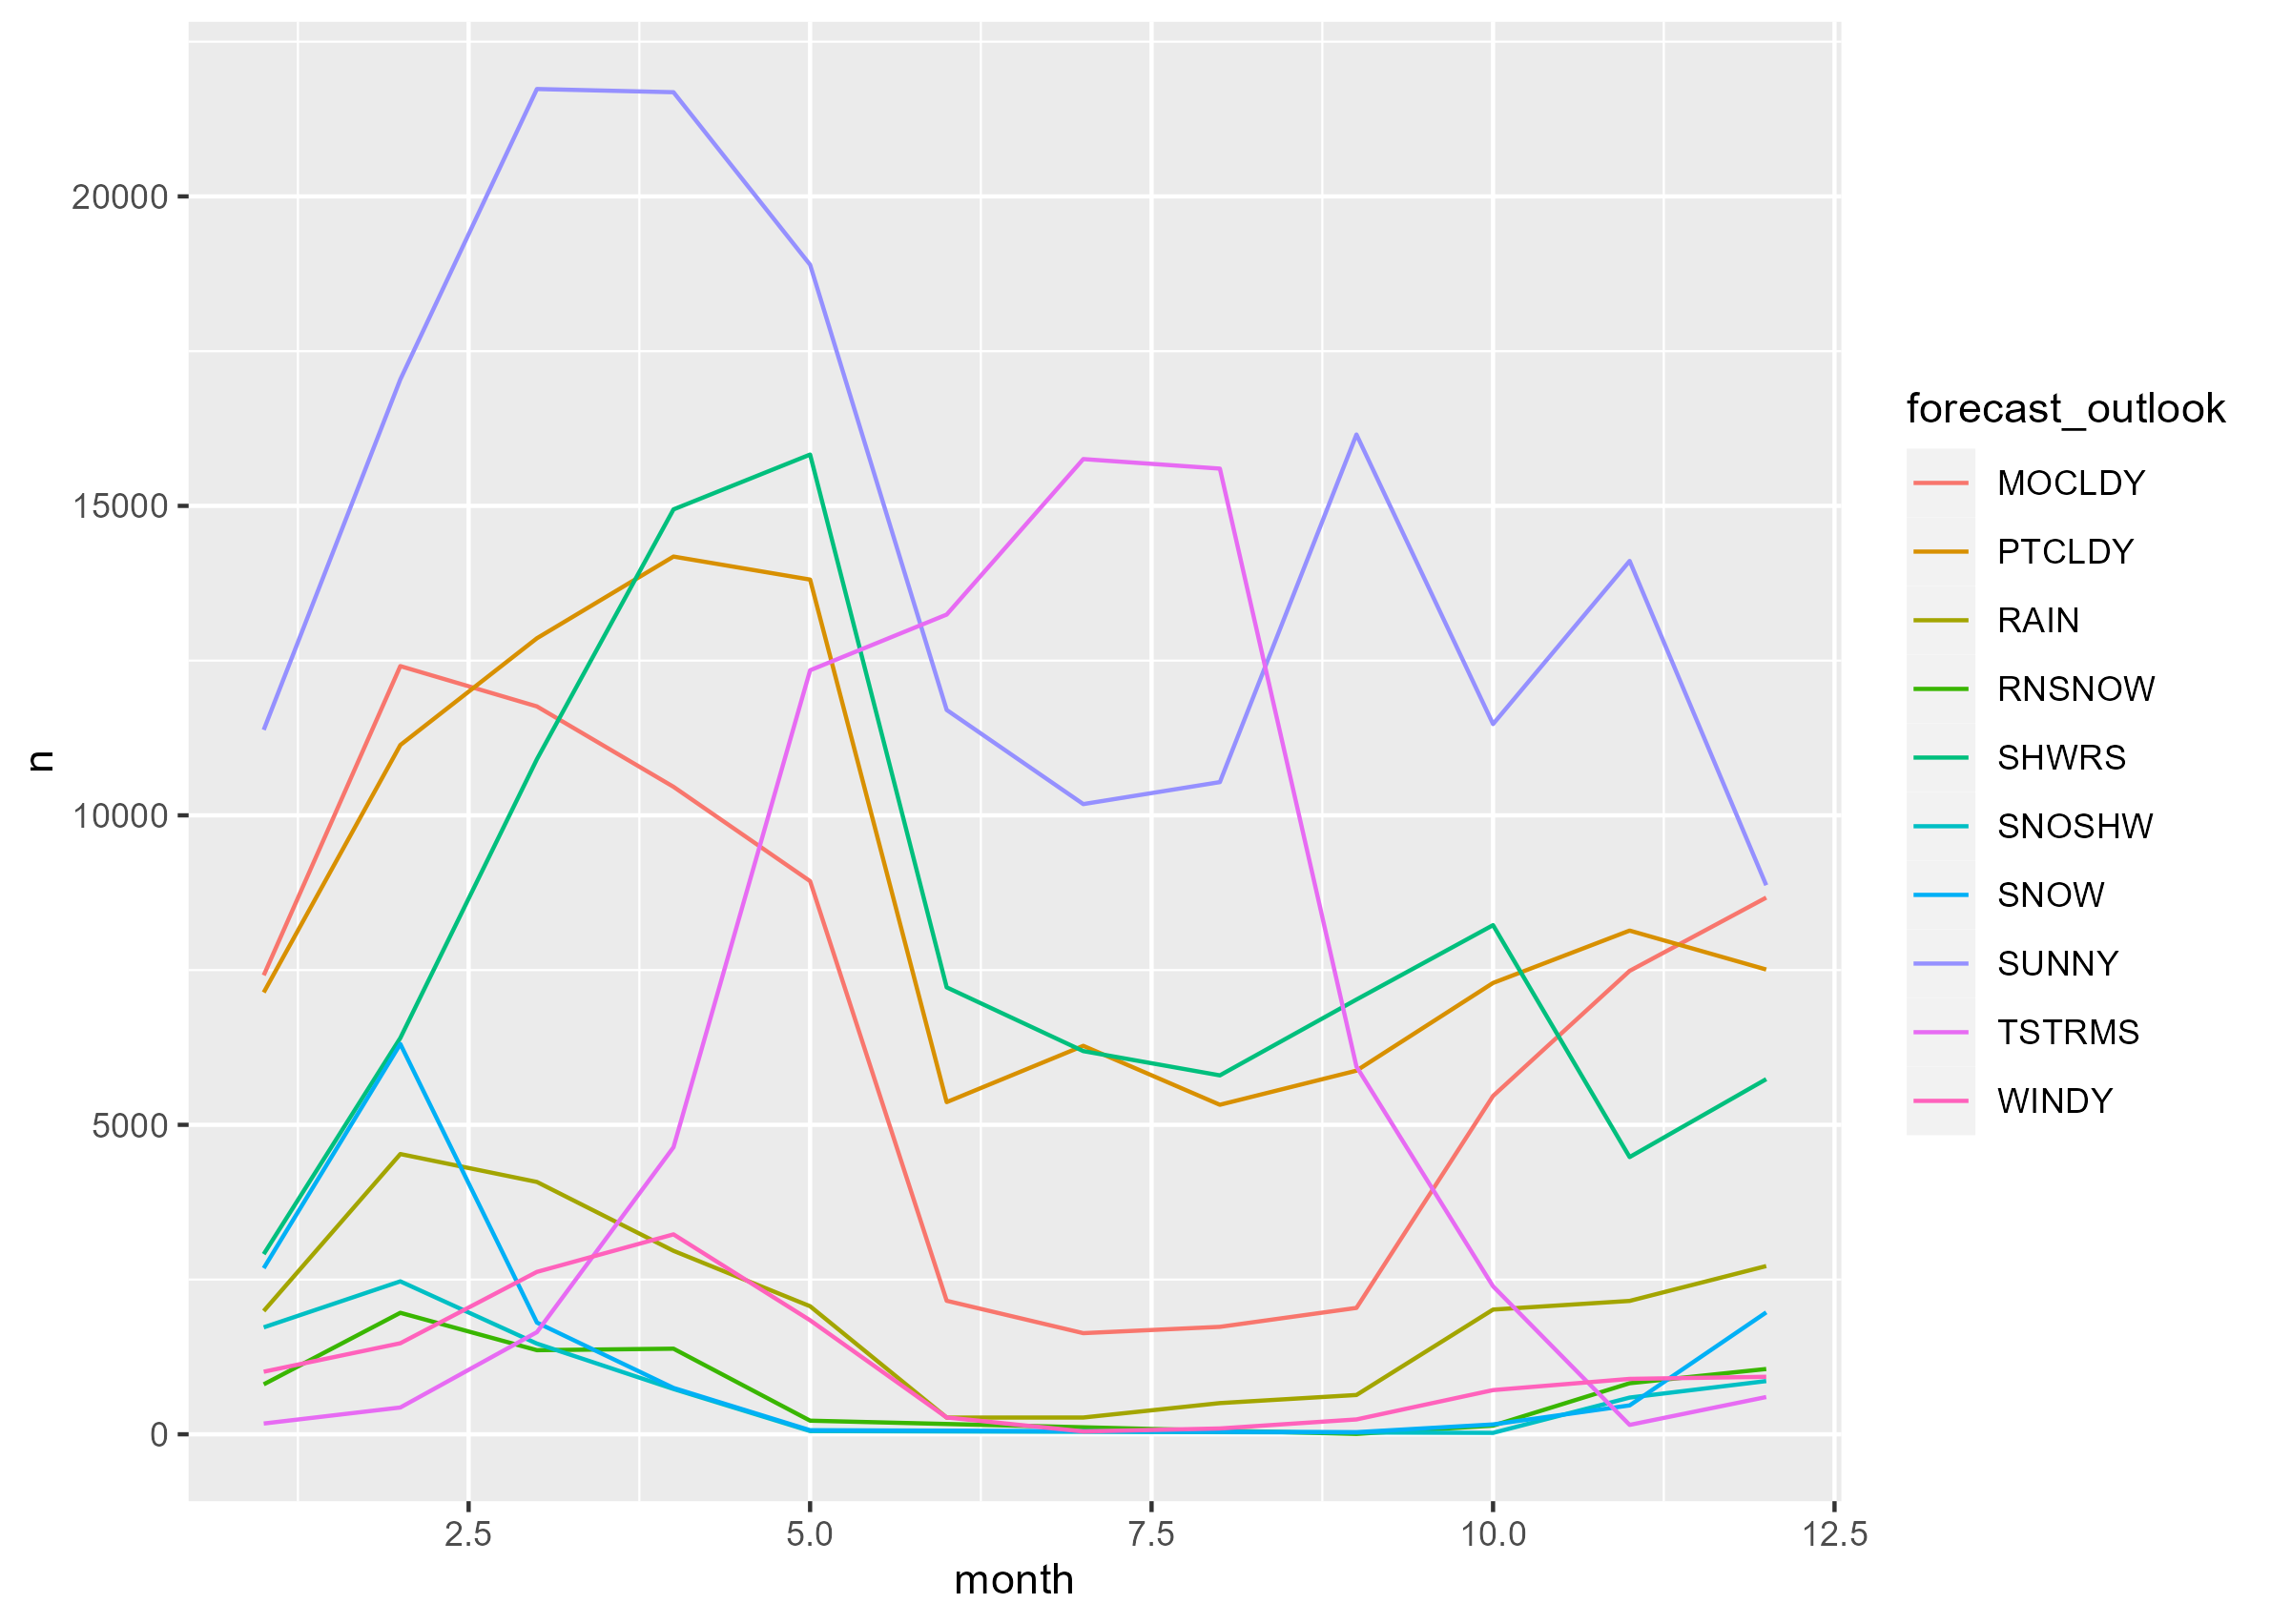 20000
15000
10000
5000
0
n
2.5 5.0 7.5 10.0 12.5
month
forecast_outlook
MOCLDY
PTCLDY
RAIN
RNSNOW
SHWRS
SNOSHW
SNOW
SUNNY
TSTRMS
WINDY